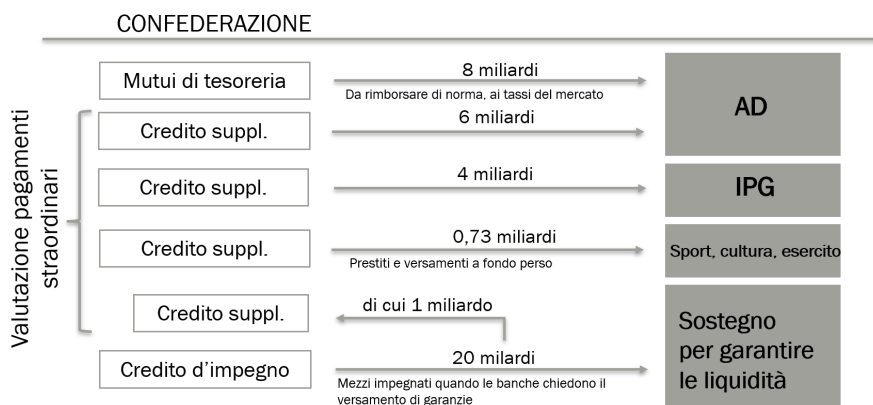 CONFEDERAZIONE
Valutazione pagamenti
straordinari
Mutui di tesoreria
8 miliardi
Da rimborsare di norma, ai tassi del mercato
AD
Credito suppl.
6 miliardi
Credito suppl.
4 miliardi
IPG
Credito suppl.
0,73 miliardi
Prestiti e versamenti a fondo perso
Sport, cultura, esercito
Credito suppl.
di cui 1 miliardo
Sostegno
per garantire
le liquidità
Credito d'impegno
20 milardi
Mezzi impegnati quando le banche chiedono il
versamento di garanzie